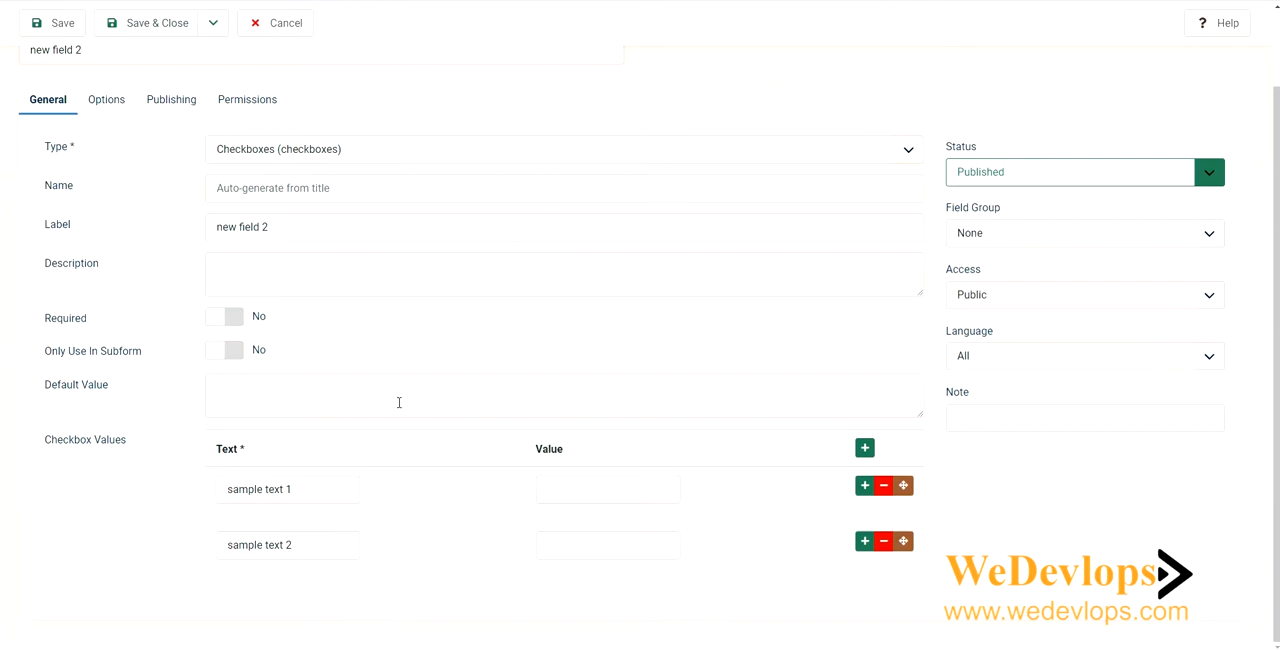 Save
Save & Close
Cancel
? Help
new field 2
General Options Publishing Permissions
Type *
Checkboxes (checkboxes)
Name
Auto-generate from title
Label
new field 2
Description
Required
No
Only Use In Subform
No
Default Value
Checkbox Values
Text *
Value
sample text 1
sample text 2
Status
Published
Field Group
None
Access
Public
Language
All
Note
WeDevlops
www.wedevlops.com